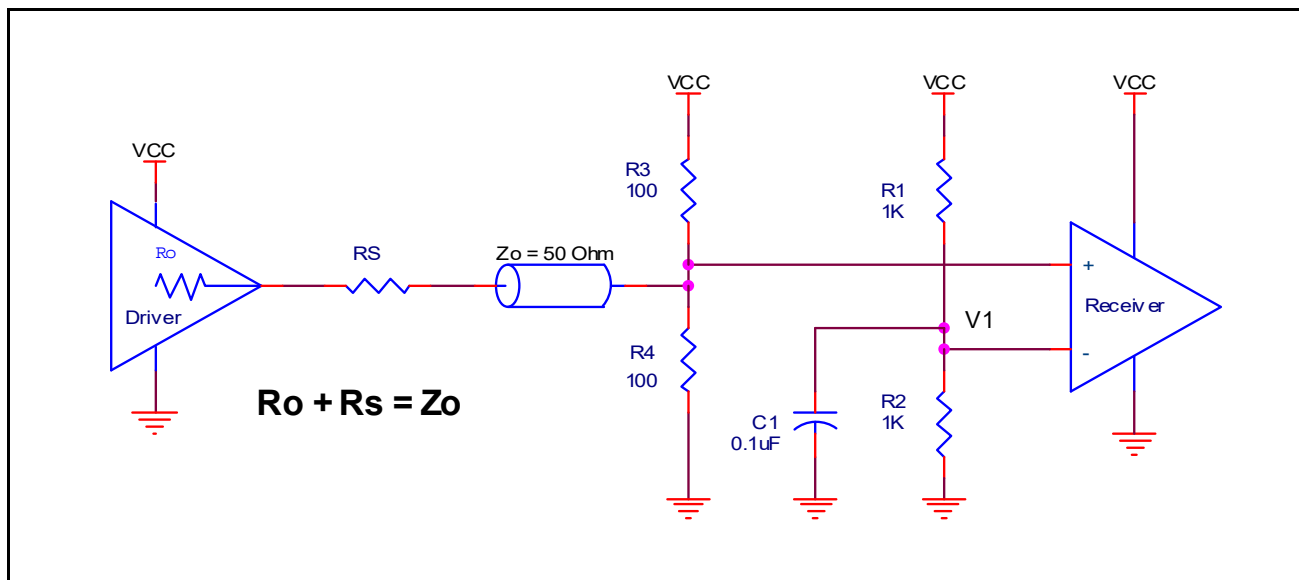 VCC
VCC
VCC
VCC
R3
100
R1
1K
Ro
RS
Zo = 50 Ohm
+
Driver
Receiver
V1
-
R4
100
Ro + Rs = Zo
R2
1K
C1
0.1uF